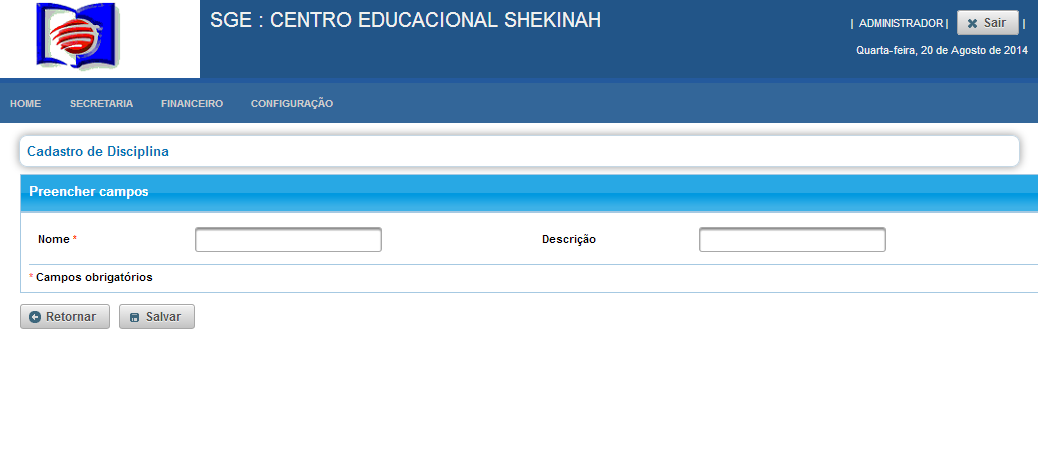 SGE : CENTRO EDUCACIONAL SHEKINAH
| ADMINISTRADOR | Sair |
Quarta-feira, 20 de Agosto de 2014
HOME SECRETARIA FINANCEIRO CONFIGURAÇÃO
Cadastro de Disciplina
Preencher campos
Nome * Descrição
* Campos obrigatórios
Retornar Salvar